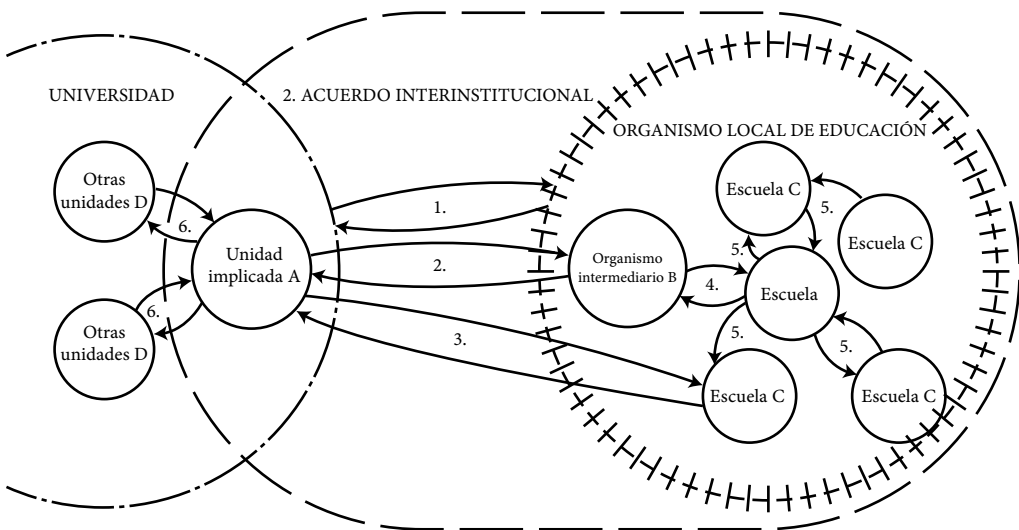 UNIVERSIDAD
2. ACUERDO INTERINSTITUCIONAL
ORGANISMO LOCAL DE EDUCACIÓN
Otras
unidades D
6.
Unidad
implicada A
Otras
unidades D
6.
1.
2.
3.
Organismo
intermediario B
4.
Escuela C
5.
Escuela C
5.
Escuela
5.
Escuela C
5.
Escuela C